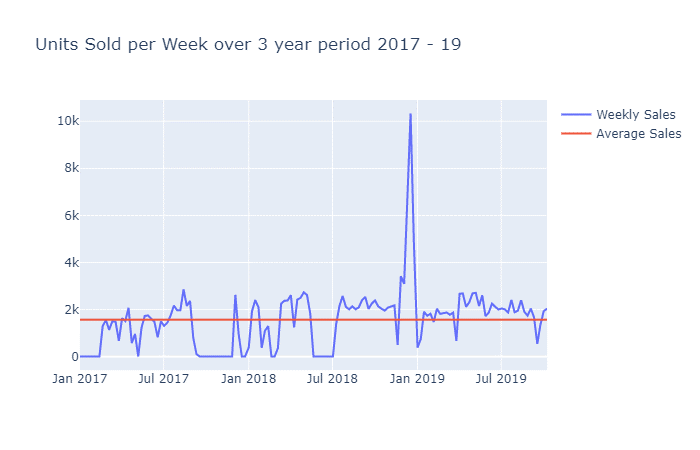 Units Sold per Week over 3 year period 2017 - 19
Weekly Sales
Average Sales
10k
8k
6k
4k
2k
0
Jan 2017 Jul 2017 Jan 2018 Jul 2018 Jan 2019 Jul 2019